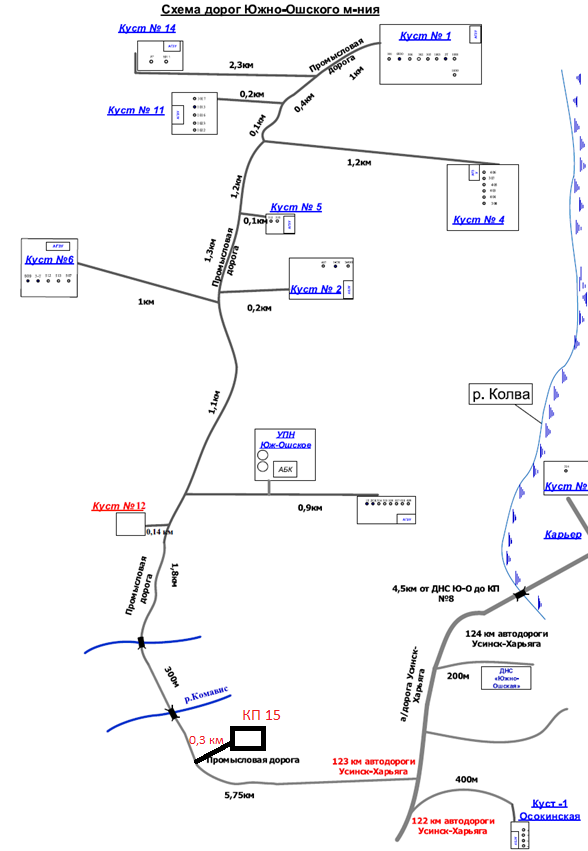 Схема дорог Южно-Ошского м-ния
Куст № 14
АГЗУ
2,3км
Промысловая
дорога
1км
Куст № 1
АГЗУ
0,2км
0,4км
Куст № 11
0,1км
1,2км
Куст № 4
1,2км
Куст № 5
0,1км
АГЗУ
Куст №6
1км
1,3км
Промысловая
дорога
Куст № 2
0,2км
р. Колва
1,1км
УПН
Юж-Ошское
АБК
0,9км
АГЗУ
Куст №
Карьер
Куст №12
0,14 км
1,8км
Промысловая
дорога
4,5км от ДНС Ю-О до КП
№8
124 км автодороги
Усинск-Харьяга
а/дорога Усинск-
Харьяга
200м
ДНС
«Южно-
Ошская»
300м
р.Комавис
КП 15
0,3 км
Промысловая дорога
123 км автодороги
Усинск-Харьяга
5,75км
400м
122 км автодороги
Усинск-Харьяга
Куст -1
Осокинская